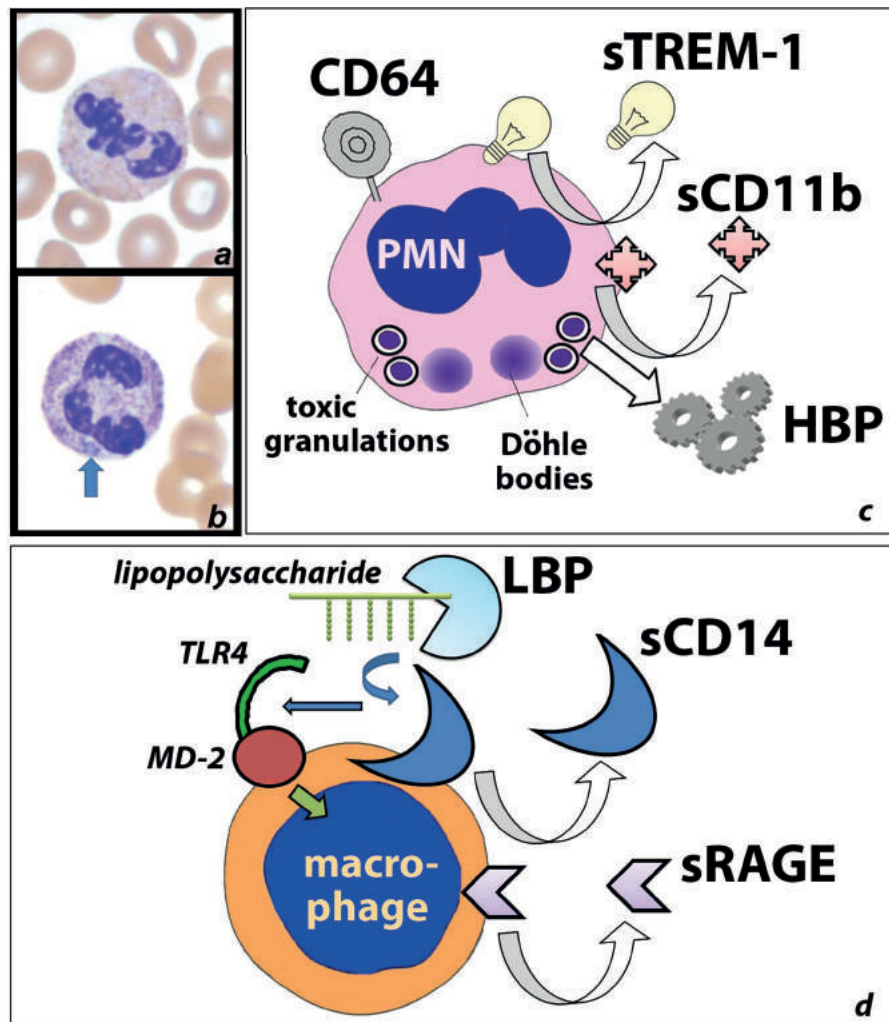 a
b
CD64
sTREM-1
sCD11b
PMN
toxic
granulations
Döhle
bodies
HBP
c
lipopolysaccharide
LBP
TLR4
sCD14
MD-2
macro-
phage
sRAGE
d